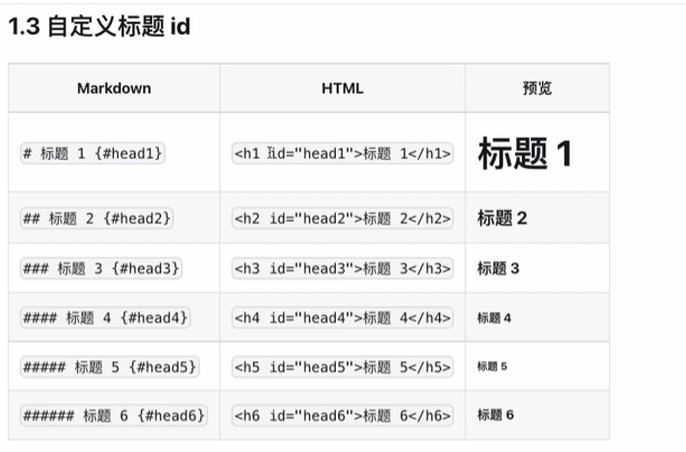 1.3 自定义标题 id
Markdown HTML 预览
# 标题 1 {#head1} <h1 id="head1">标题 1</h1> 标题 1
## 标题 2 {#head2} <h2 id="head2">标题 2</h2> 标题 2
### 标题 3 {#head3} <h3 id="head3">标题 3</h3> 标题 3
#### 标题 4 {#head4} <h4 id="head4">标题 4</h4> 标题 4
##### 标题 5 {#head5} <h5 id="head5">标题 5</h5> 标题 5
###### 标题 6 {#head6} <h6 id="head6">标题 6</h6> 标题 6